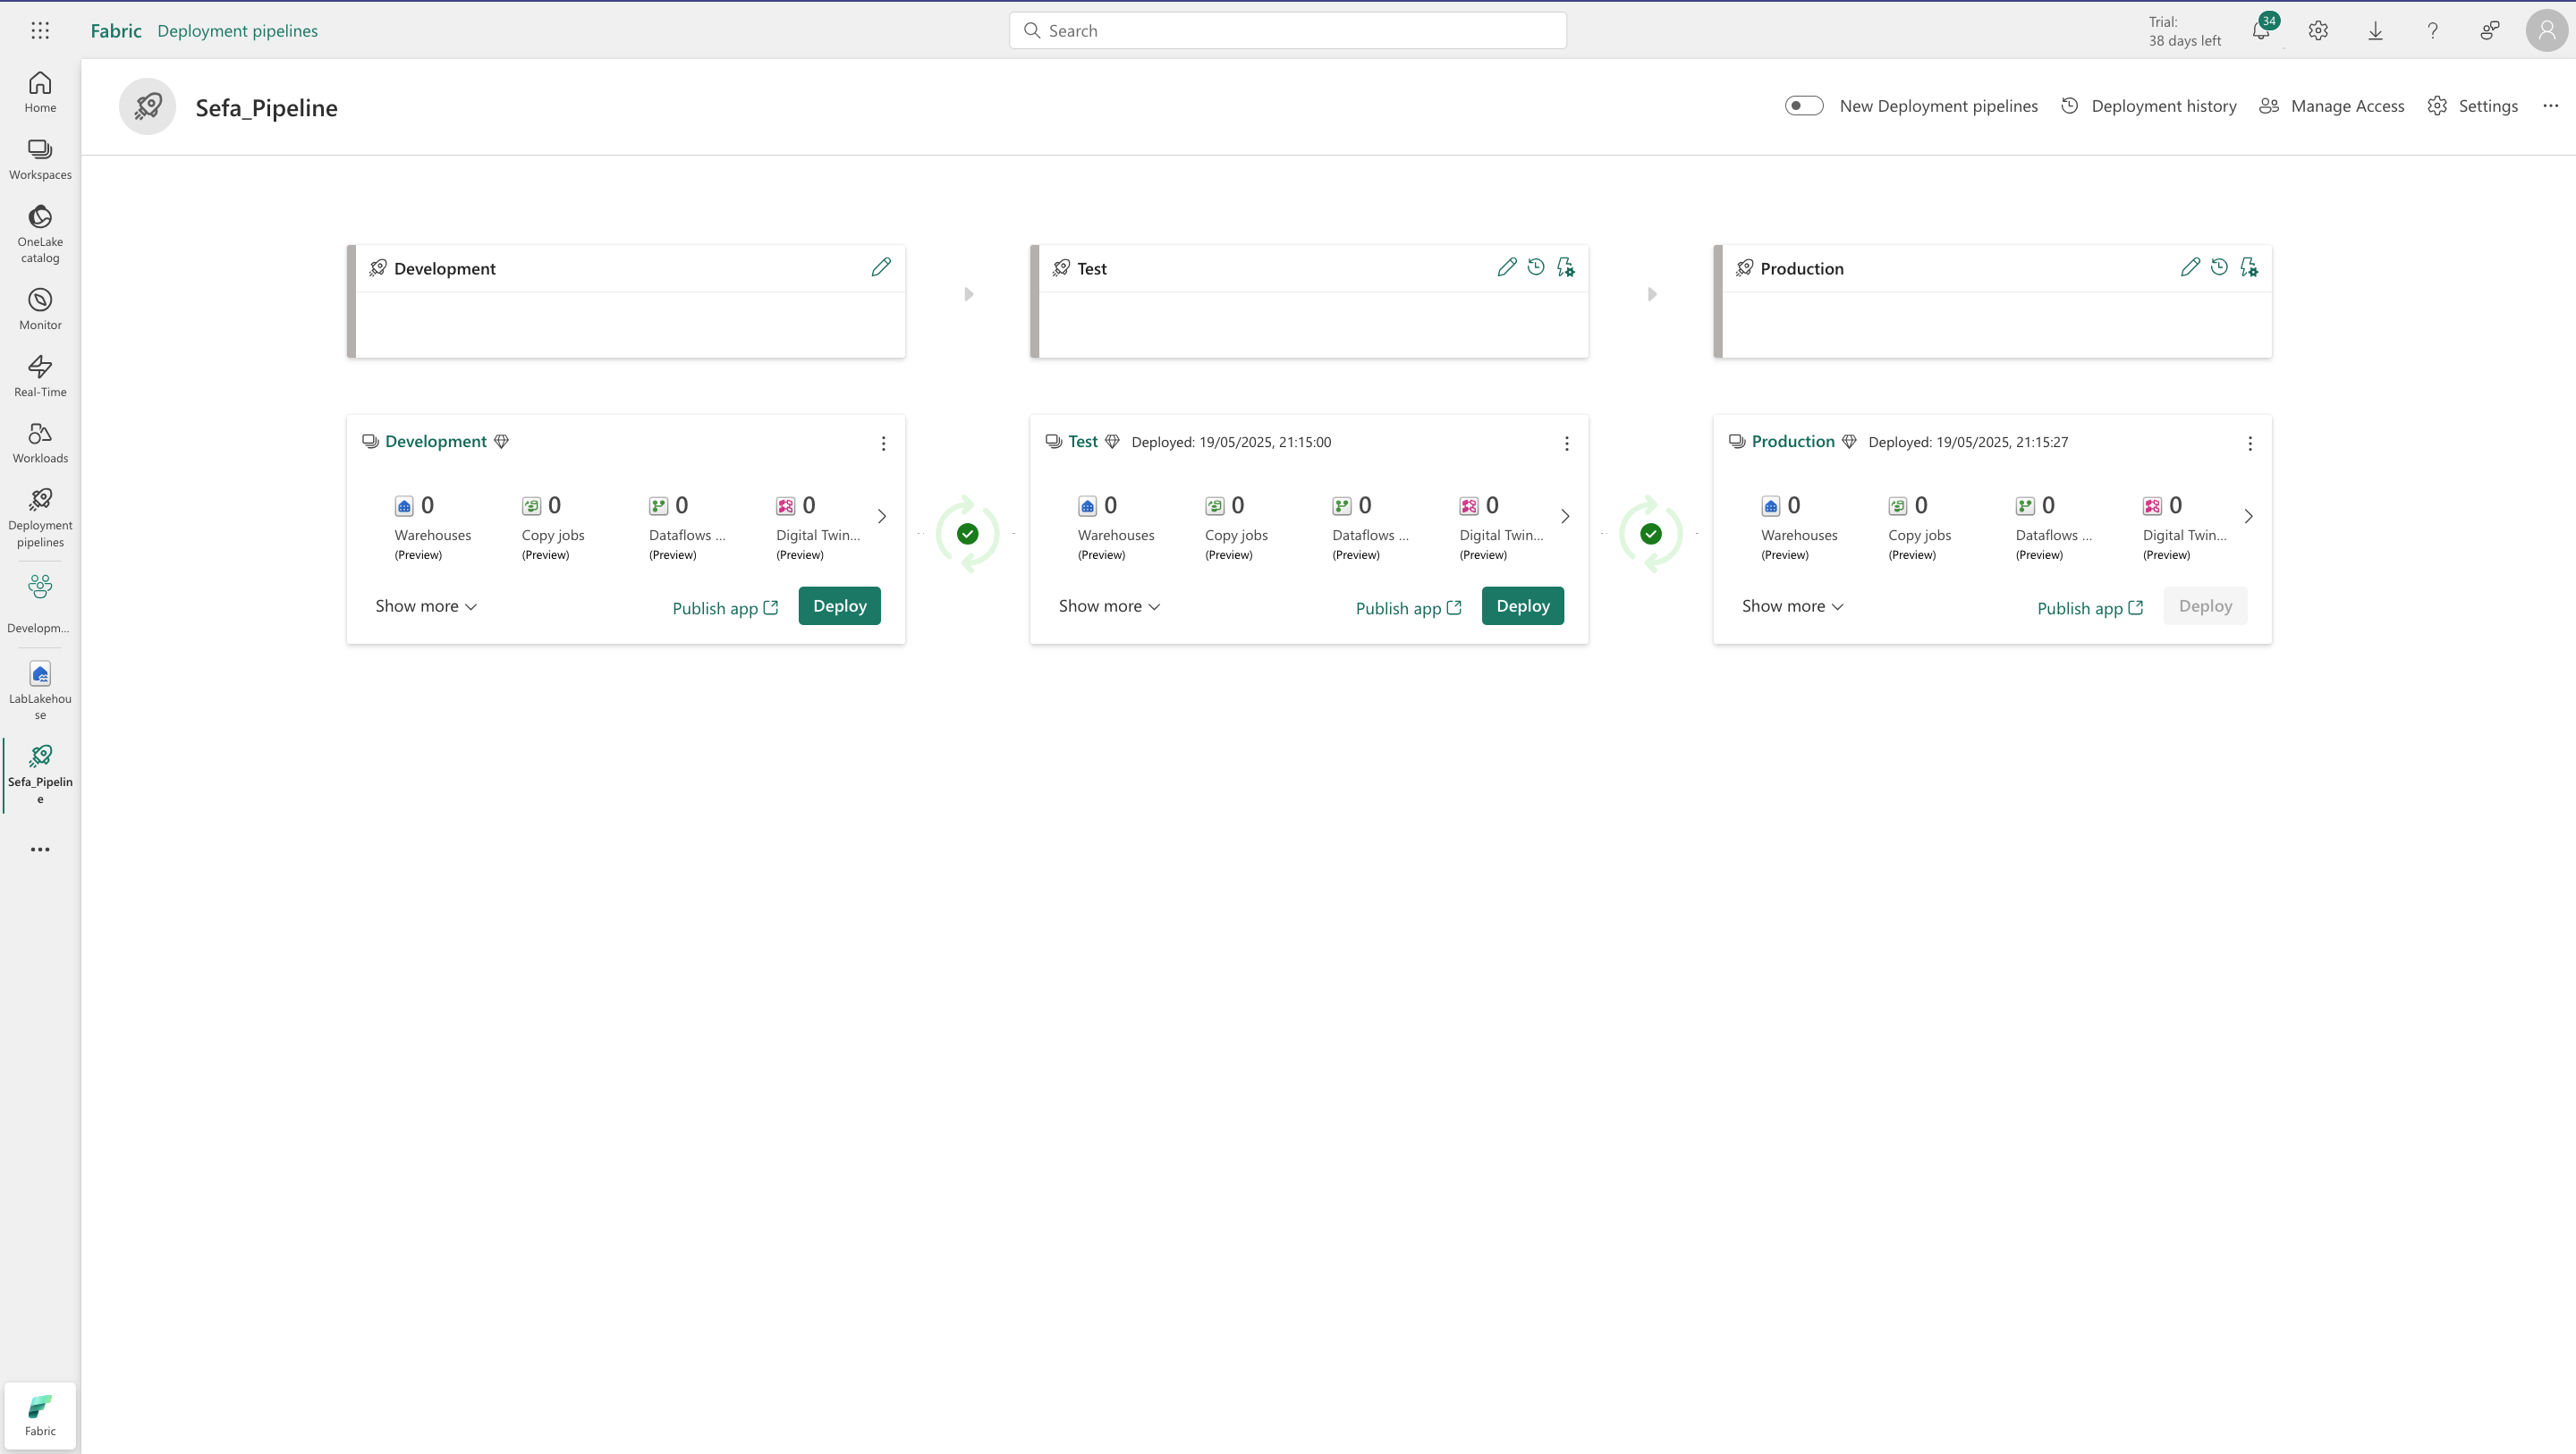 Fabric Deployment pipelines
Search
Trial:
38 days left
34
Home
Workspaces
OneLake
catalog
Monitor
Real-Time
Workloads
Deployment
pipelines
Developm...
LabLakehou
se
Sefa_Pipelin
e
Fabric
Sefa_Pipeline
New Deployment pipelines
Deployment history
Manage Access
Settings
Development
Test
Production
Development
0
Warehouses
(Preview)
0
Copy jobs
(Preview)
0
Dataflows ...
(Preview)
0
Digital Twin...
(Preview)
Show more
Publish app
Deploy
Test Deployed: 19/05/2025, 21:15:00
0
Warehouses
(Preview)
0
Copy jobs
(Preview)
0
Dataflows ...
(Preview)
0
Digital Twin...
(Preview)
Show more
Publish app
Deploy
Production Deployed: 19/05/2025, 21:15:27
0
Warehouses
(Preview)
0
Copy jobs
(Preview)
0
Dataflows ...
(Preview)
0
Digital Twin...
(Preview)
Show more
Publish app
Deploy